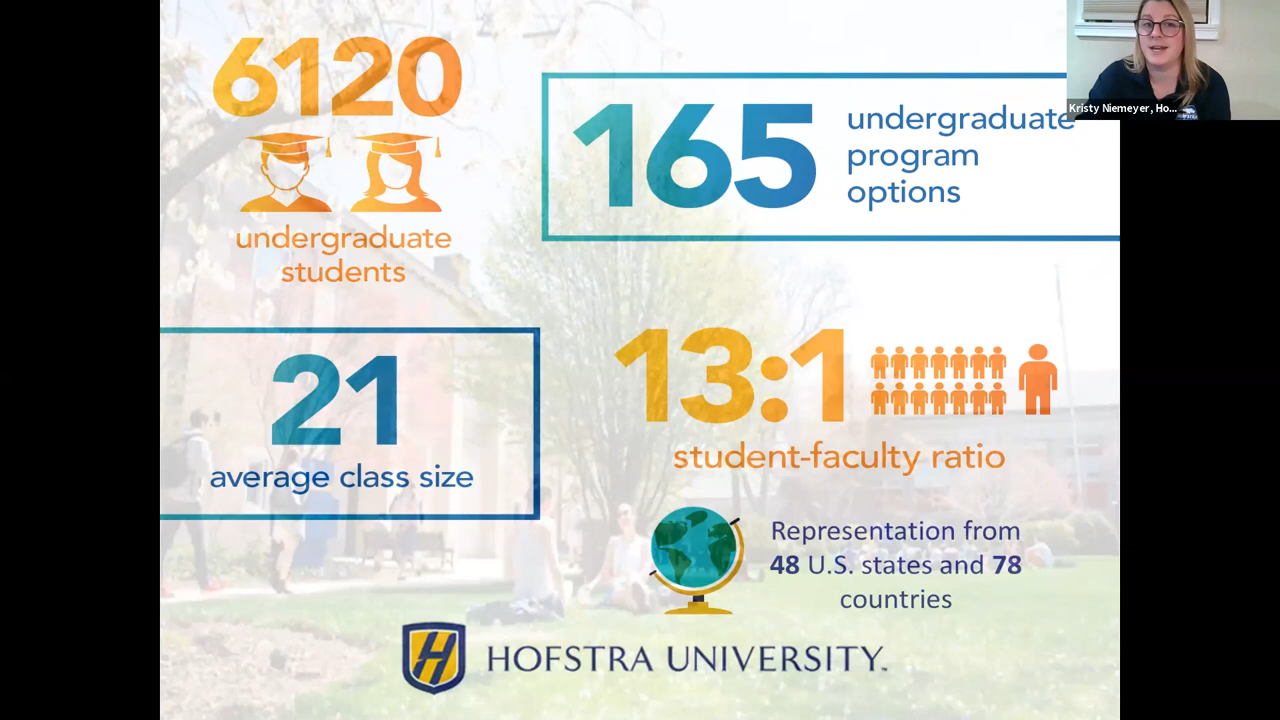 6120
undergraduate
students
165
undergraduate
program
options
Kristy Niemeyer, Ho...
21
average class size
13:1
student-faculty ratio
Representation from
48 U.S. states and 78
countries
H
HOFSTRA UNIVERSITY™